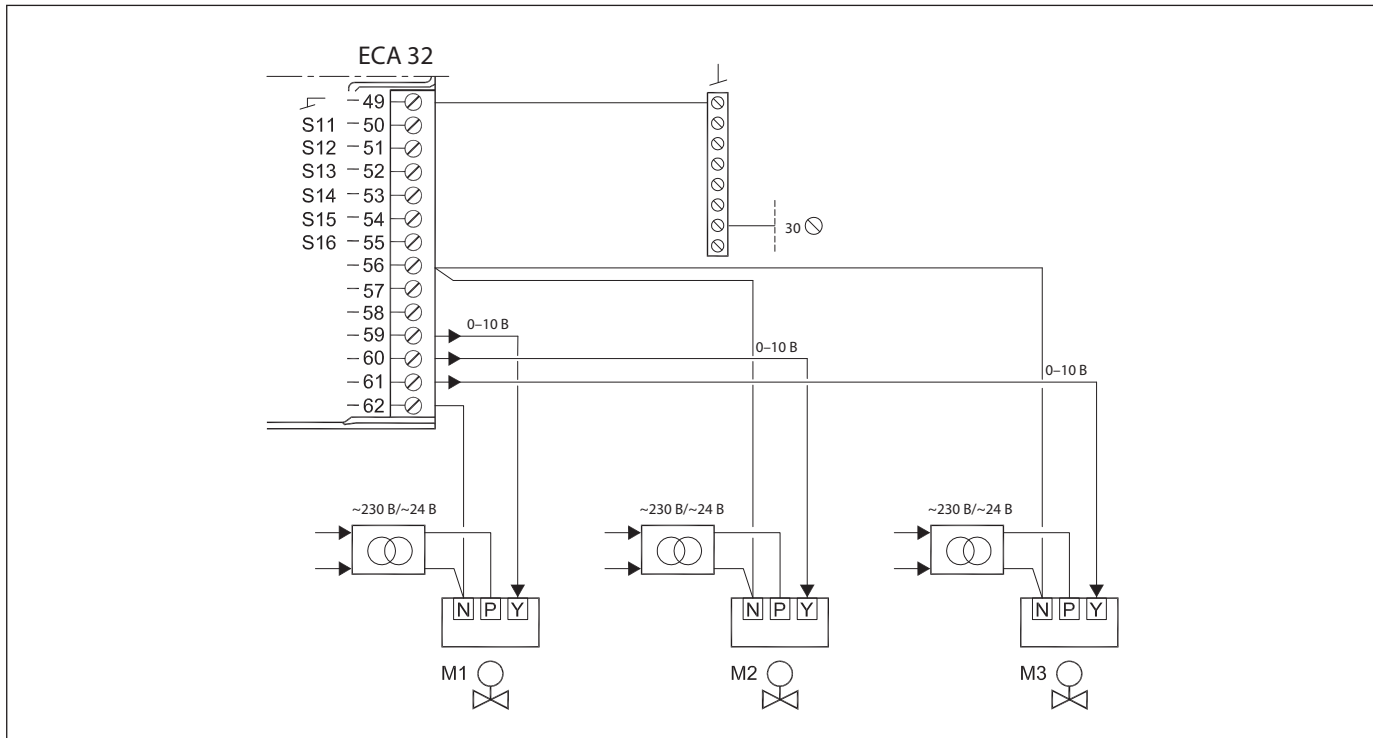 ECA 32
49
S11 50
S12 51
S13 52
S14 53
S15 54
S16 55
56
57
58
59
60
61
62
30
0–10 В
0–10 В
0–10 В
~230 В/~24 В
~230 В/~24 В
~230 В/~24 В
N P Y
N P Y
N P Y
M1
M2
M3